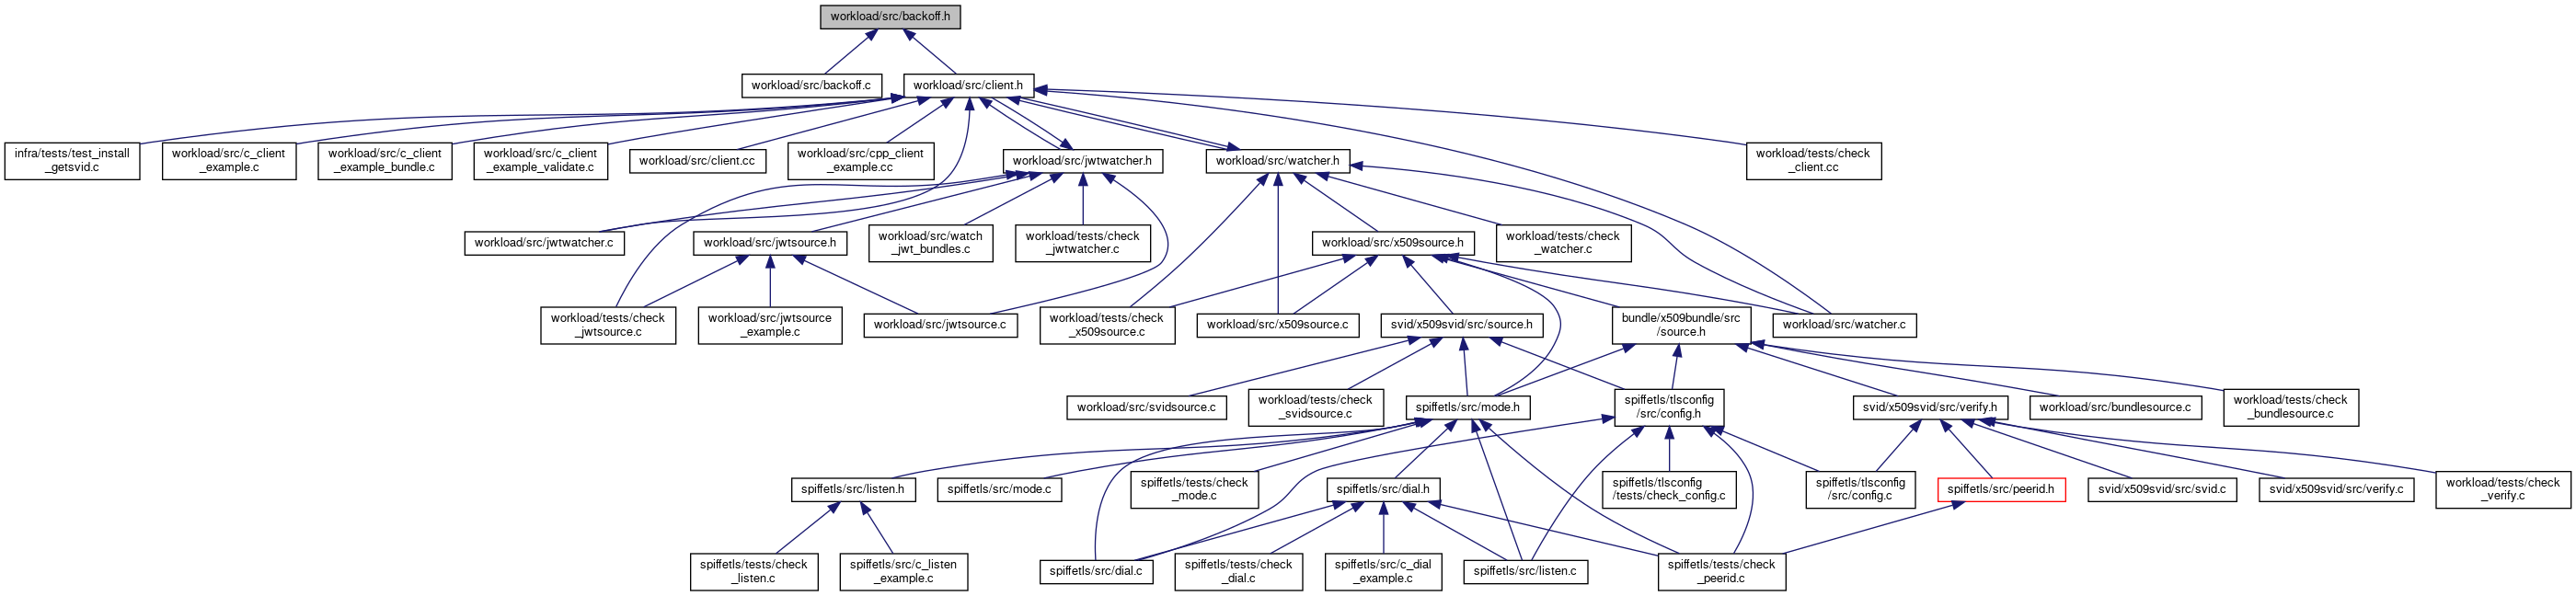 workload/src/backoff.h
workload/src/backoff.c
workload/src/client.h
infra/tests/test_install
_getsvid.c
workload/src/c_client
_example.c
workload/src/c_client
_example_bundle.c
workload/src/c_client
_example_validate.c
workload/src/client.cc
workload/src/cpp_client
_example.cc
workload/src/jwtwatcher.h
workload/src/watcher.h
workload/tests/check
_client.cc
workload/src/jwtwatcher.c
workload/src/jwtsource.h
workload/src/watch
_jwt_bundles.c
workload/tests/check
_jwtwatcher.c
workload/src/x509source.h
workload/tests/check
_watcher.c
workload/tests/check
_jwtsource.c
workload/src/jwtsource
_example.c
workload/src/jwtsource.c
workload/tests/check
_x509source.c
workload/src/x509source.c
svid/x509svid/src/source.h
bundle/x509bundle/src
/source.h
workload/src/watcher.c
workload/src/svidsource.c
workload/tests/check
_svidsource.c
spiffetls/src/mode.h
spiffetls/tlsconfig
/src/config.h
svid/x509svid/src/verify.h
workload/src/bundlesource.c
workload/tests/check
_bundlesource.c
spiffetls/src/listen.h
spiffetls/src/mode.c
spiffetls/tests/check
_mode.c
spiffetls/src/dial.h
spiffetls/tlsconfig
/tests/check_config.c
spiffetls/tlsconfig
/src/config.c
spiffetls/src/peerid.h
svid/x509svid/src/svid.c
svid/x509svid/src/verify.c
workload/tests/check
_verify.c
spiffetls/tests/check
_listen.c
spiffetls/src/c_listen
_example.c
spiffetls/src/dial.c
spiffetls/tests/check
_dial.c
spiffetls/src/c_dial
_example.c
spiffetls/src/listen.c
spiffetls/tests/check
_peerid.c